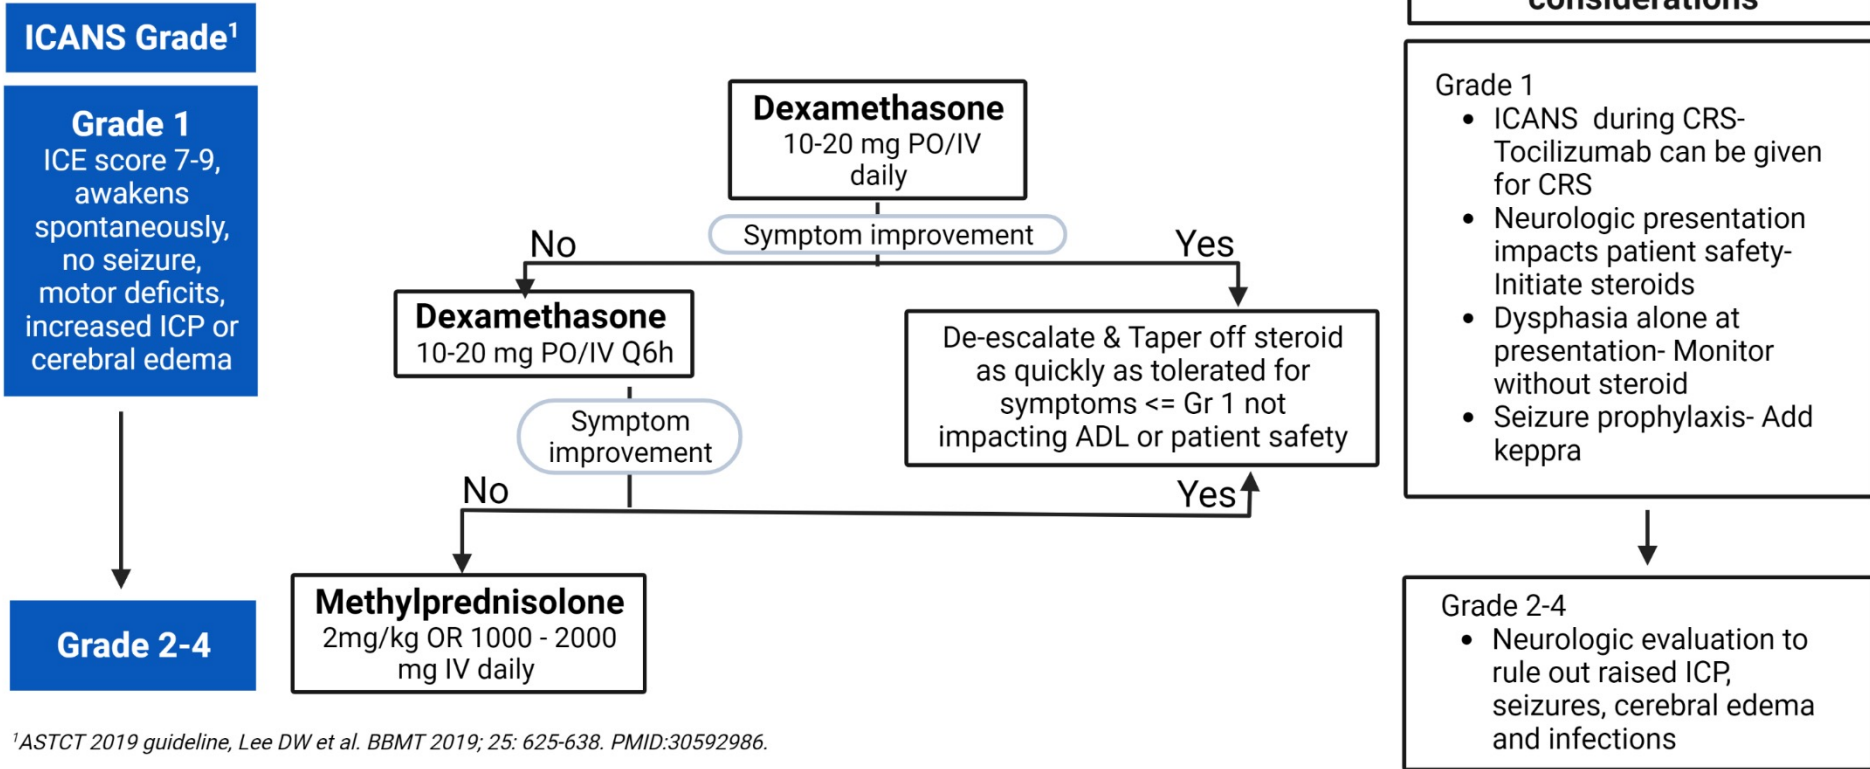 ICANS Grade¹
Grade 1
ICE score 7-9,
awakens
spontaneously,
no seizure,
motor deficits,
increased ICP or
cerebral edema
Grade 2-4
Dexamethasone
10-20 mg PO/IV
daily
Symptom improvement
No
Yes
Dexamethasone
10-20 mg PO/IV Q6h
De-escalate & Taper off steroid
as quickly as tolerated for
symptoms <= Gr 1 not
impacting ADL or patient safety
Symptom
improvement
No
Yes
Methylprednisolone
2mg/kg OR 1000 - 2000
mg IV daily
considerations
Grade 1
• ICANS during CRS-
Tocilizumab can be given
for CRS
• Neurologic presentation
impacts patient safety-
Initiate steroids
• Dysphasia alone at
presentation- Monitor
without steroid
• Seizure prophylaxis- Add
keppra
Grade 2-4
• Neurologic evaluation to
rule out raised ICP,
seizures, cerebral edema
and infections
¹ASTCT 2019 guideline, Lee DW et al. BBMT 2019; 25: 625-638. PMID:30592986.